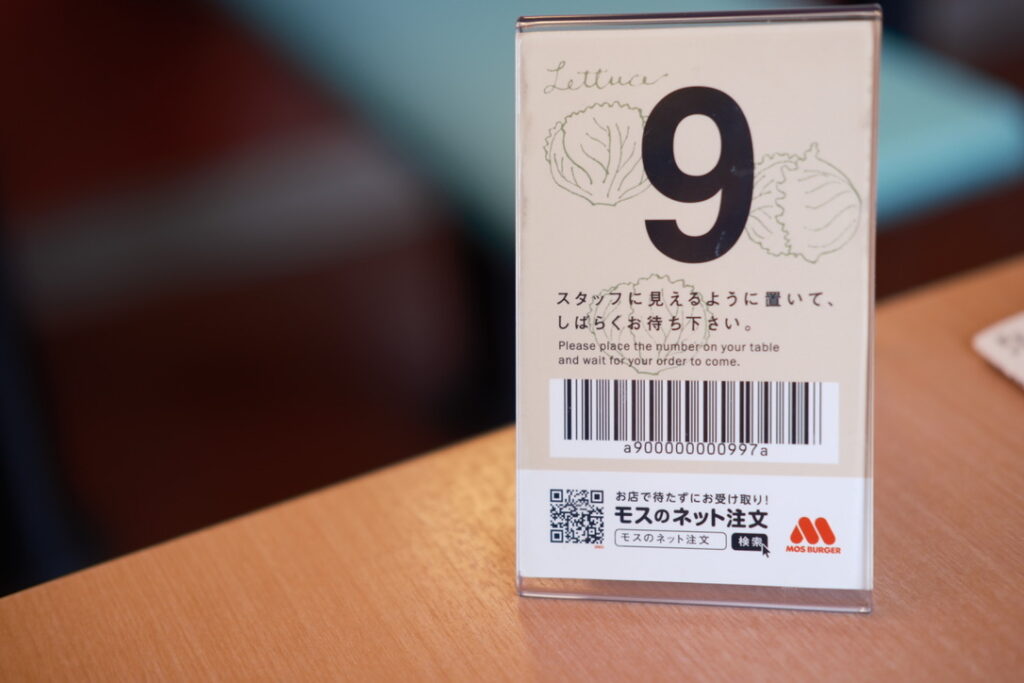 Lettuce
9
スタッフに見えるように置いて、
しばらくお待ち下さい。
Please place the number on your table
and wait for your order to come.
a900000000997a
お店で待たずにお受け取り!
モスのネット注文
モスのネット注文 検索
MOS BURGER